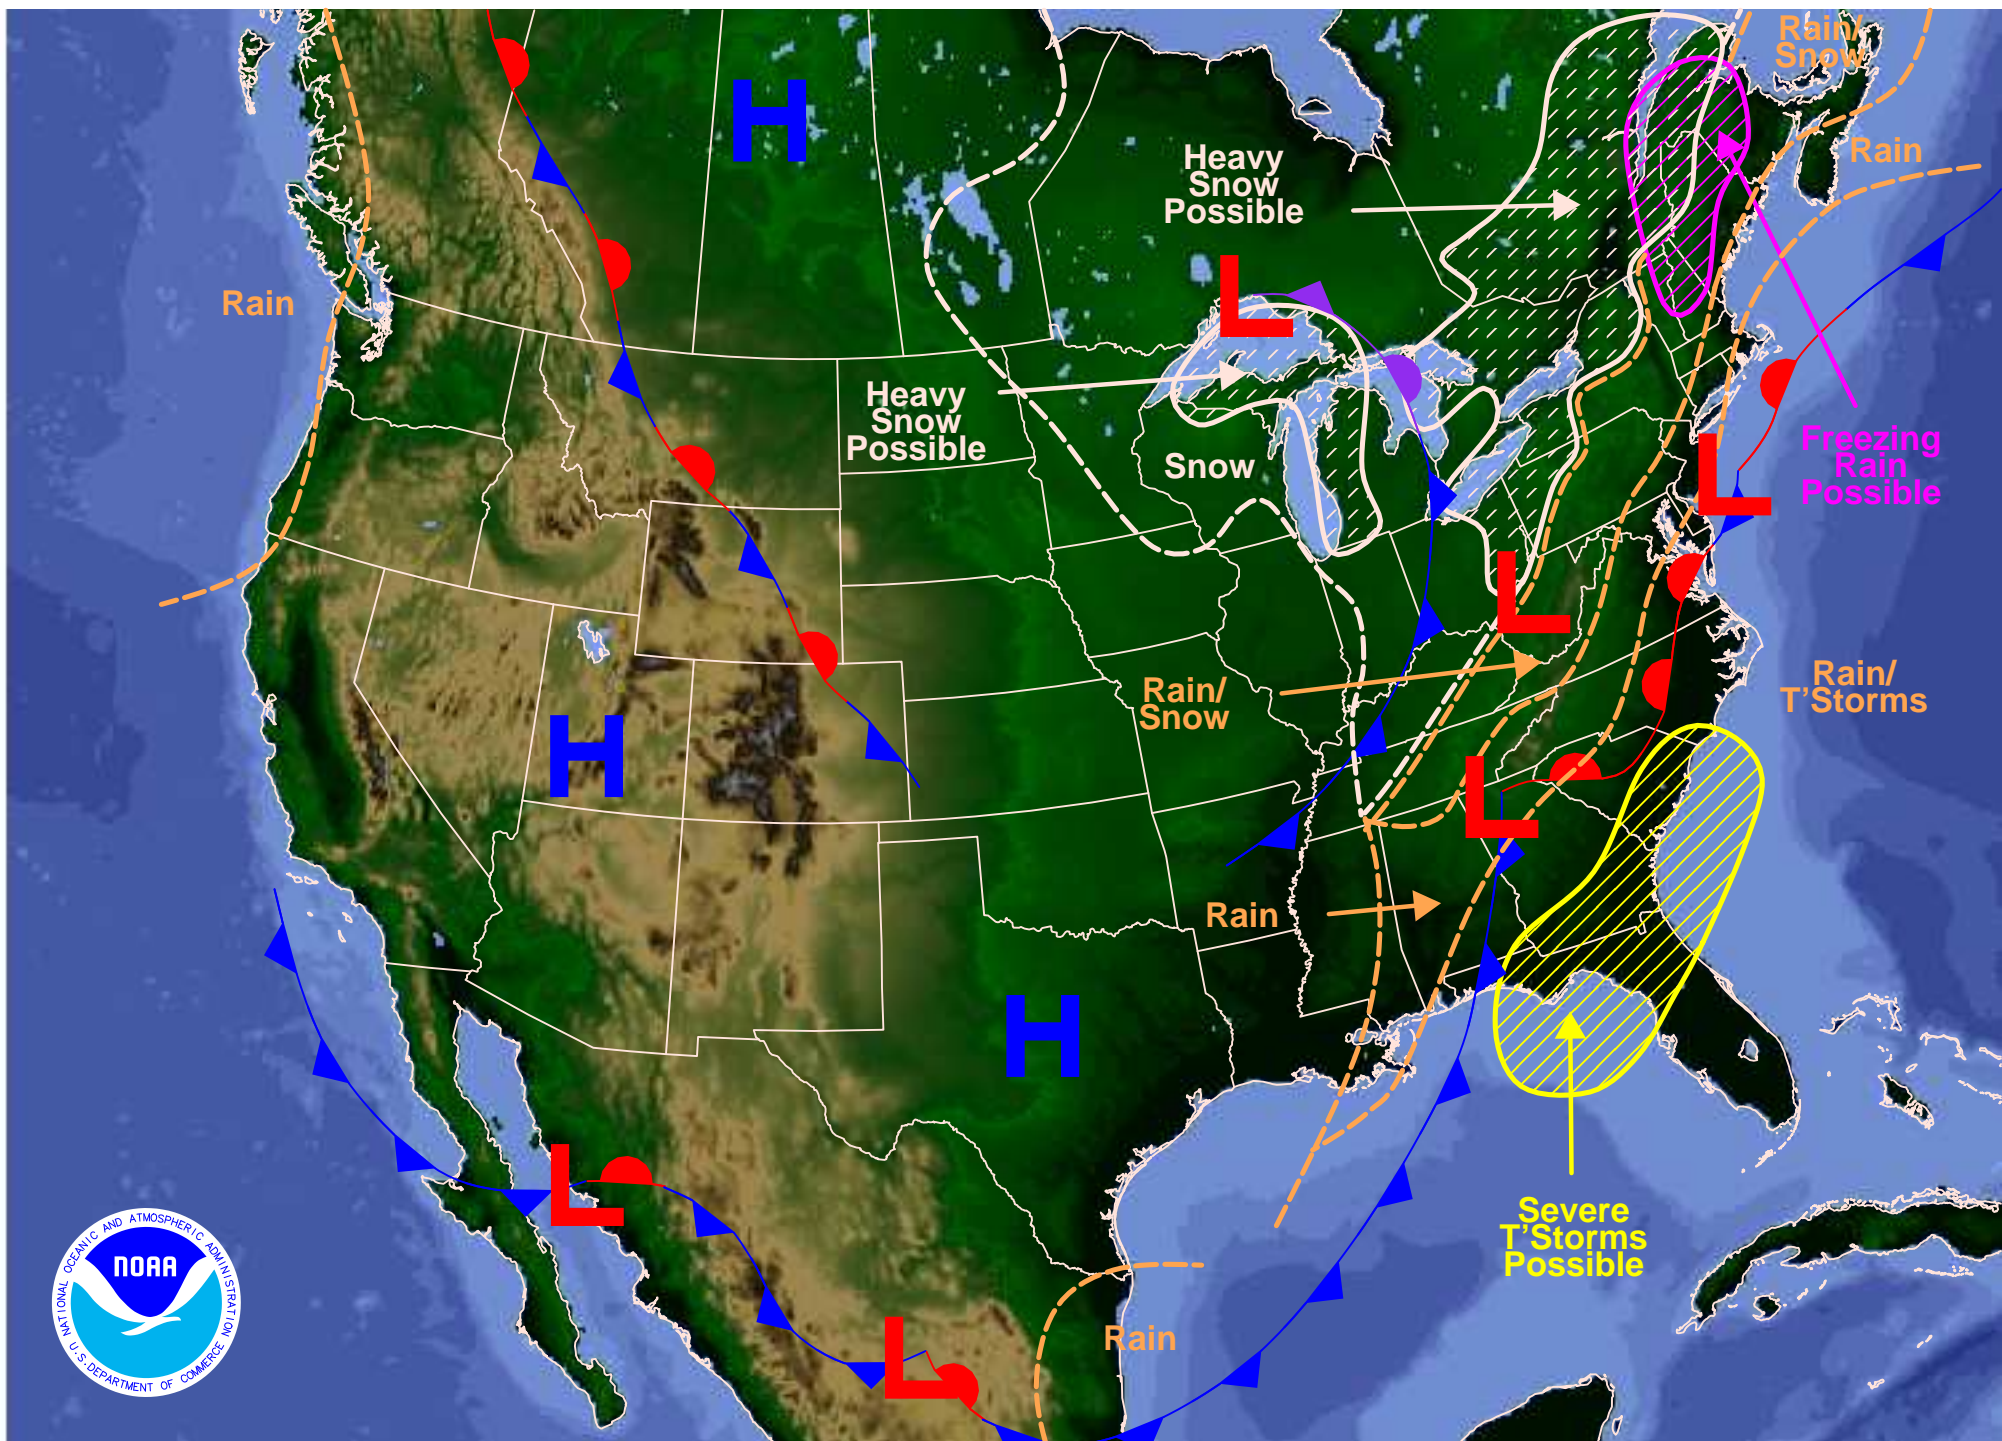 Rain/
Snow
H
Rain
Heavy
Snow
Possible
Rain
L
Heavy
Snow
Possible
Snow
Freezing
Rain
Possible
L
L
Rain/
Snow
Rain/
T'Storms
H
L
Rain
H
L
Severe
T'Storms
Possible
L
Rain
NATIONAL OCEANIC AND ATMOSPHERIC ADMINISTRATION
NOAA
U.S. DEPARTMENT OF COMMERCE